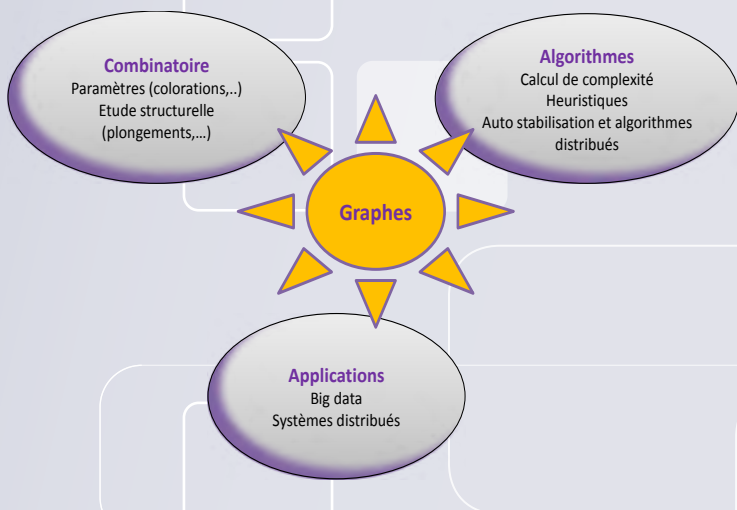 Combinatoire
Paramètres (colorations,..)
Etude structurelle
(plongements,...)
Algorithmes
Calcul de complexité
Heuristiques
Auto stabilisation et algorithmes
distribués
Graphes
Applications
Big data
Systèmes distribués